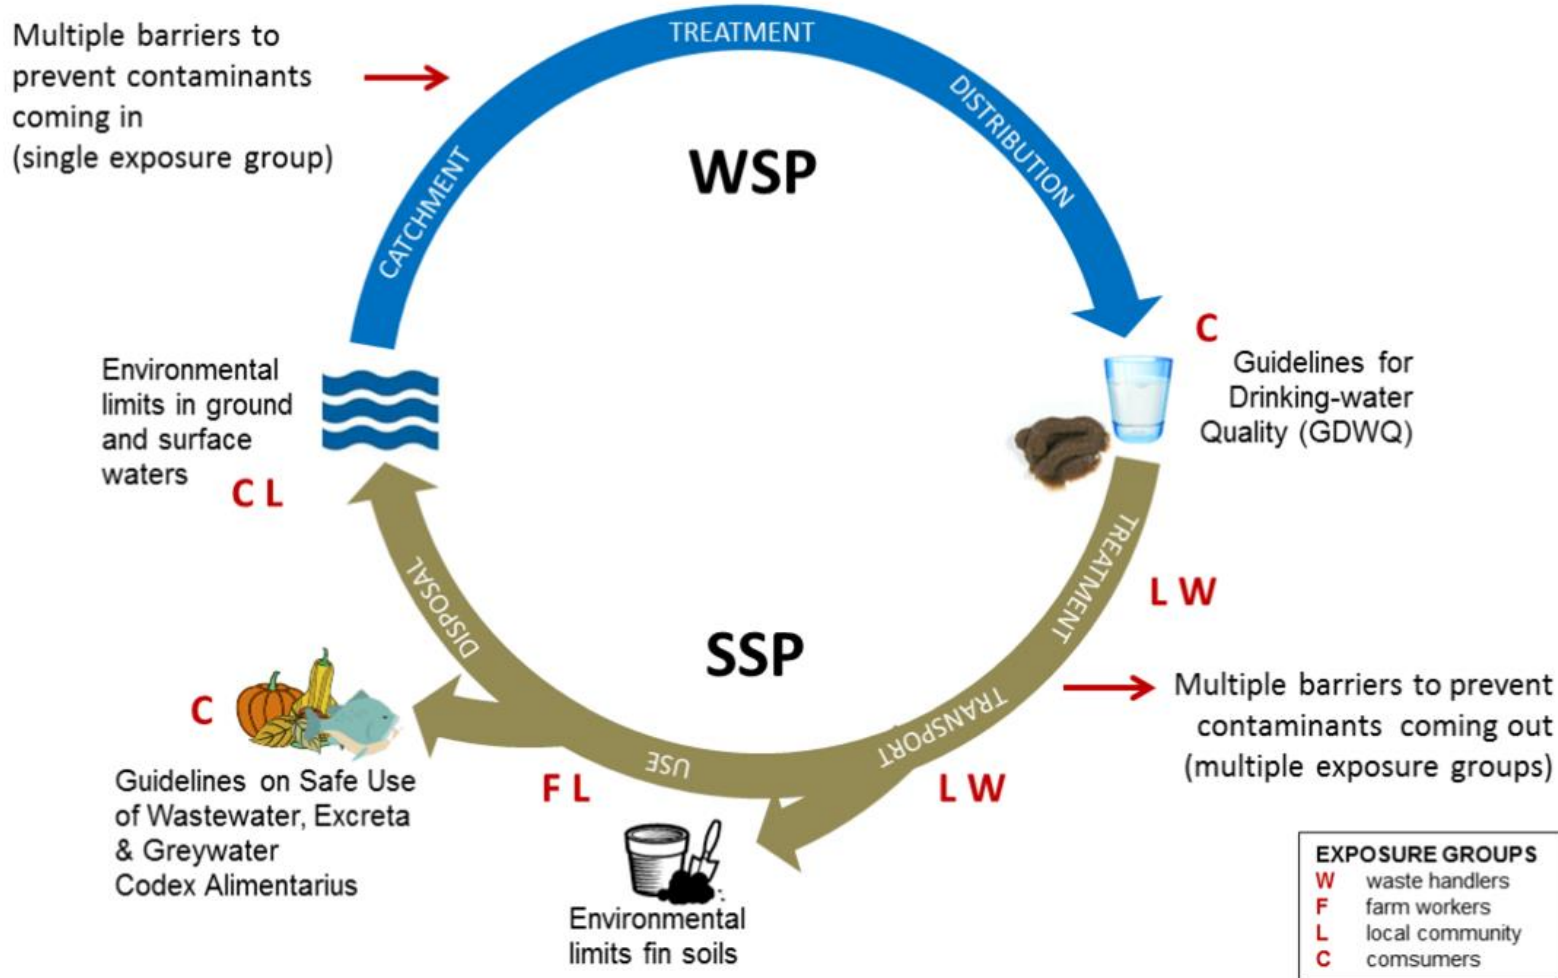 Multiple barriers to
prevent contaminants
coming in
(single exposure group)
TREATMENT
DISTRIBUTION
CATCHMENT
WSP
C
Guidelines for
Drinking-water
Quality (GDWQ)
Environmental
limits in ground
and surface
waters
C L
TREATMENT
L W
DISPOSAL
SSP
TRANSPORT
Multiple barriers to prevent
contaminants coming out
(multiple exposure groups)
C
USE
F L
L W
Guidelines on Safe Use
of Wastewater, Excreta
& Greywater
Codex Alimentarius
Environmental
limits fin soils
EXPOSURE GROUPS
W waste handlers
F farm workers
L local community
C comsumers